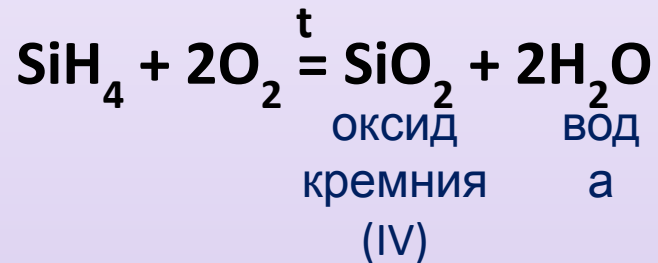 t
SiH₄ + 2O₂ = SiO₂ + 2H₂O
оксид вод
кремния а
(IV)